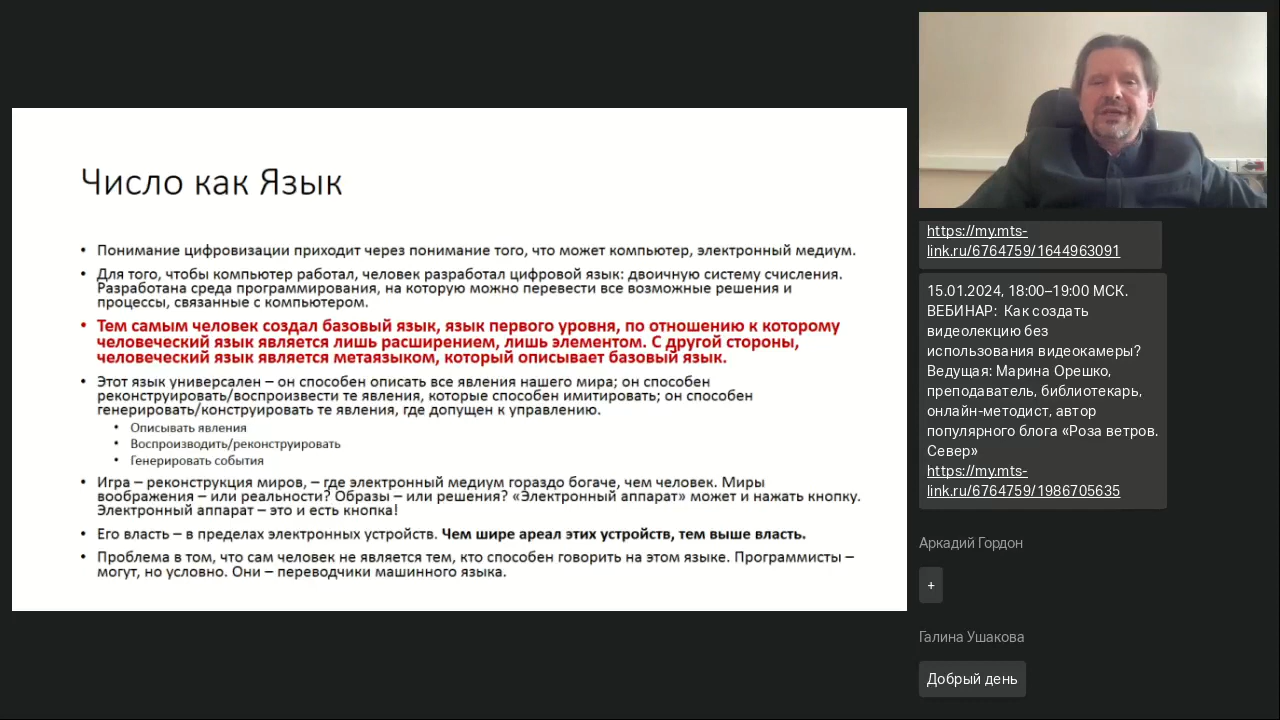 Число как Язык
• Понимание цифровизации приходит через понимание того, что может компьютер, электронный медиум.
• Для того, чтобы компьютер работал, человек разработал цифровой язык: двоичную систему счисления.
Разработана среда программирования, на которую можно перевести все возможные решения и
процессы, связанные с компьютером.
• Тем самым человек создал базовый язык, язык первого уровня, по отношению к которому
человеческий язык является лишь расширением, лишь элементом. С другой стороны,
человеческий язык является метаязыком, который описывает базовый язык.
• Этот язык универсален – он способен описать все явления нашего мира; он способен
реконструировать/воспроизвести те явления, которые способен имитировать; он способен
генерировать/конструировать те явления, где допущен к управлению.
• Описывать явления
• Воспроизводить/реконструировать
• Генерировать события
• Игра – реконструкция миров, – где электронный медиум гораздо богаче, чем человек. Миры
воображения – или реальности? Образы – или решения? «Электронный аппарат» может и нажать кнопку.
Электронный аппарат – это и есть кнопка!
• Его власть – в пределах электронных устройств. Чем шире ареал этих устройств, тем выше власть.
• Проблема в том, что сам человек не является тем, кто способен говорить на этом языке. Программисты –
могут, но условно. Они – переводчики машинного языка.
https://my.mts-
link.ru/6764759/1644963091
15.01.2024, 18:00–19:00 МСК.
ВЕБИНАР: Как создать
видеолекцию без
использования видеокамеры?
Ведущая: Марина Орешко,
преподаватель, библиотекарь,
онлайн-методист, автор
популярного блога «Роза ветров.
Север»
https://my.mts-
link.ru/6764759/1986705635
Аркадий Гордон
+
Галина Ушакова
Добрый день